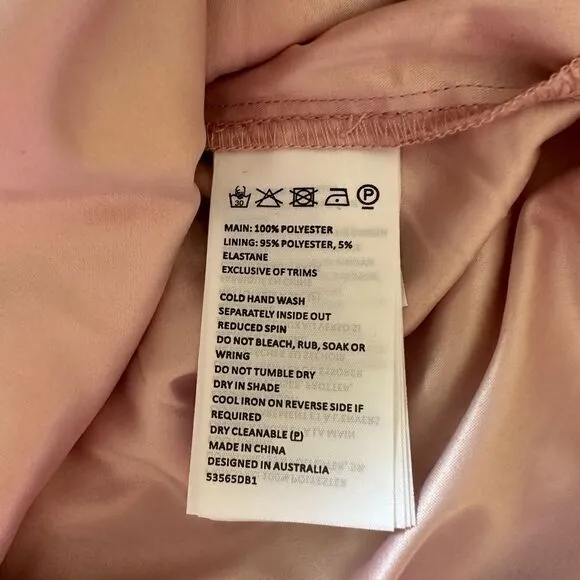 30 P
MAIN: 100% POLYESTER
LINING: 95% POLYESTER, 5%
ELASTANE
EXCLUSIVE OF TRIMS
COLD HAND WASH
SEPARATELY INSIDE OUT
REDUCED SPIN
DO NOT BLEACH, RUB, SOAK OR
WRING
DO NOT TUMBLE DRY
DRY IN SHADE
COOL IRON ON REVERSE SIDE IF
REQUIRED
DRY CLEANABLE (P)
MADE IN CHINA
DESIGNED IN AUSTRALIA
53565DB1